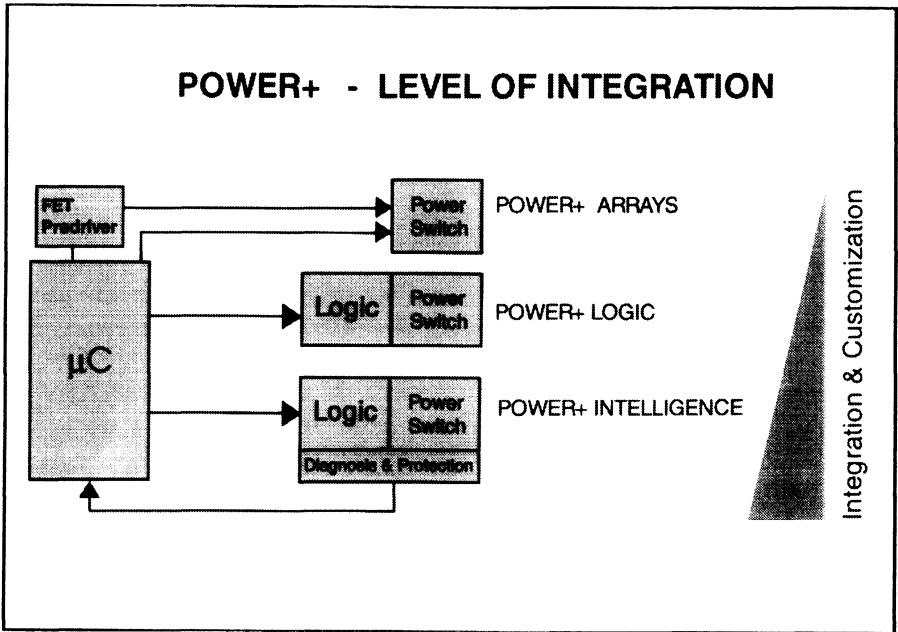 POWER+ - LEVEL OF INTEGRATION
FET
Predriver
Power
Switch
POWER+ ARRAYS
µC
Logic
Power
Switch
POWER+ LOGIC
Logic
Power
Switch
POWER+ INTELLIGENCE
Diagnosis & Protection
Integration & Customization